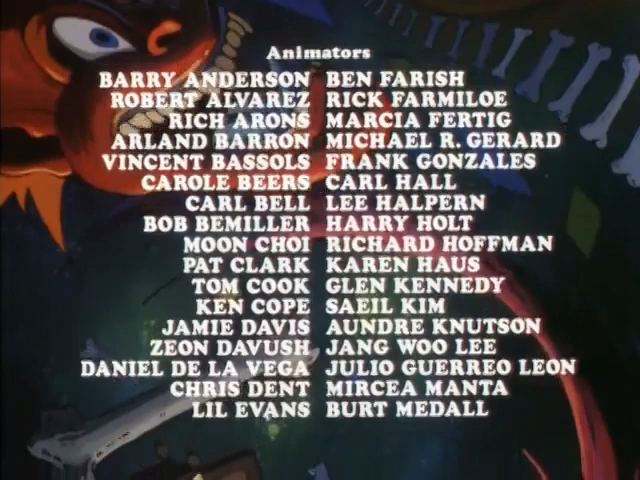 Animators
BARRY ANDERSON BEN FARISH
ROBERT ALVAREZ RICK FARMILOE
RICH ARONS MARCIA FERTIG
ARLAND BARRON MICHAEL R. GERARD
VINCENT BASSOLS FRANK GONZALES
CAROLE BEERS CARL HALL
CARL BELL LEE HALPERN
BOB BEMILLER HARRY HOLT
MOON CHOI RICHARD HOFFMAN
PAT CLARK KAREN HAUS
TOM COOK GLEN KENNEDY
KEN COPE SAEIL KIM
JAMIE DAVIS AUNDRE KNUTSON
ZEON DAVUSH JANG WOO LEE
DANIEL DE LA VEGA JULIO GUERREO LEON
CHRIS DENT MIRCEA MANTA
LIL EVANS BURT MEDALL